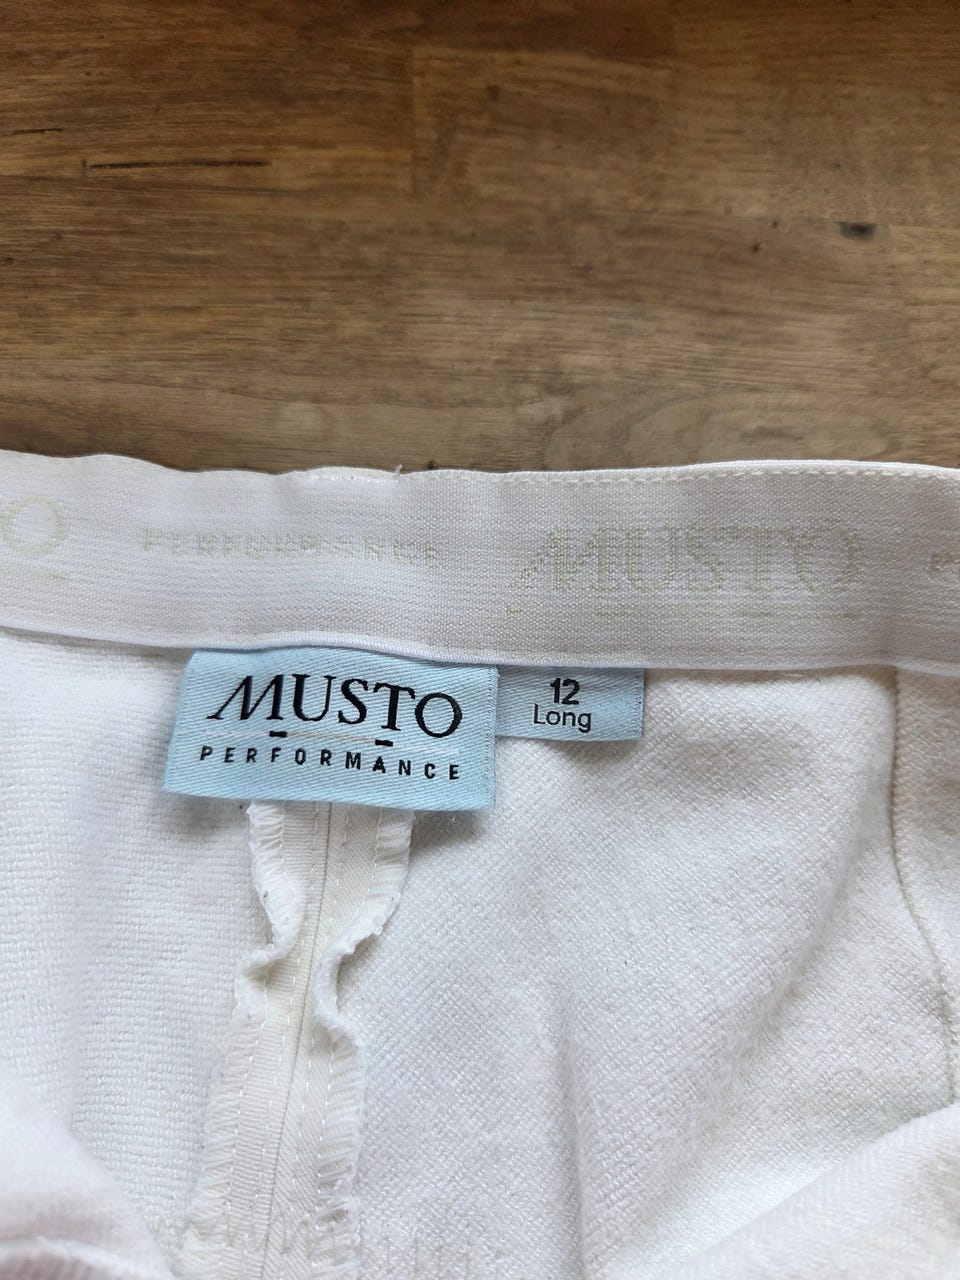 O PERFORMANCE MUSTO P
MUSTO
PERFORMANCE
12
Long